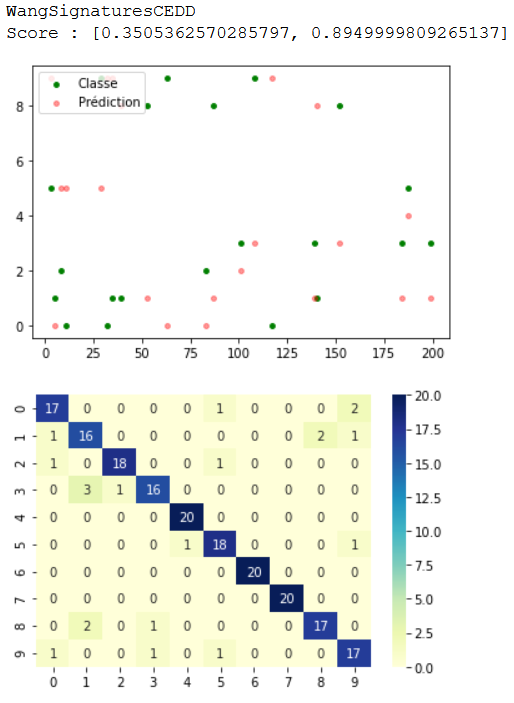 WangSignaturesCEDD
Score : [0.3505362570285797, 0.8949999809265137]
Classe
Prédiction
8
6
4
2
0
0 25 50 75 100 125 150 175 200
0 17 0 0 0 0 1 0 0 0 2
1 1 16 0 0 0 0 0 0 2 1
2 1 0 18 0 0 1 0 0 0 0
3 0 3 1 16 0 0 0 0 0 0
4 0 0 0 0 20 0 0 0 0 0
5 0 0 0 0 1 18 0 0 0 1
6 0 0 0 0 0 0 20 0 0 0
7 0 0 0 0 0 0 0 20 0 0
8 0 2 0 1 0 0 0 0 17 0
9 1 0 0 1 0 1 0 0 0 17
0 1 2 3 4 5 6 7 8 9
20.0
17.5
15.0
12.5
10.0
7.5
5.0
2.5
0.0